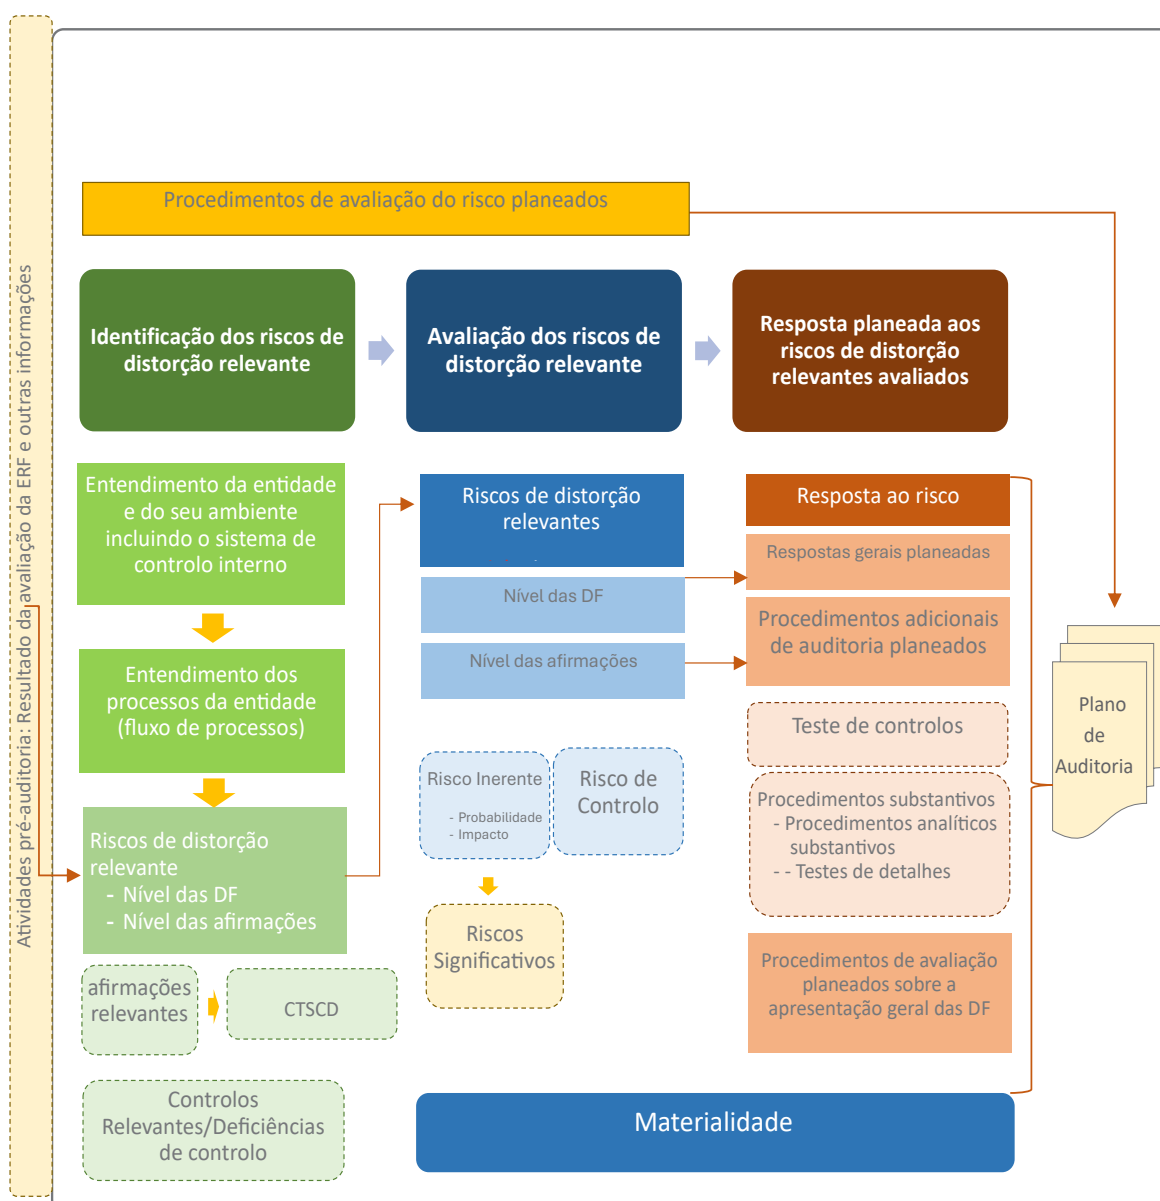 Atividades pré-auditoria: Resultado da avaliação da ERF e outras informações
Procedimentos de avaliação do risco planeados
Identificação dos riscos de
distorção relevante
Avaliação dos riscos de
distorção relevante
Resposta planeada aos
riscos de distorção
relevantes avaliados
Entendimento da entidade
e do seu ambiente
incluindo o sistema de
controlo interno
Entendimento dos
processos da entidade
(fluxo de processos)
Riscos de distorção
relevante
- Nível das DF
- Nível das afirmações
afirmações
relevantes
CTSCD
Controlos
Relevantes/Deficiências
de controlo
Riscos de distorção
relevantes
Nível das DF
Nível das afirmações
Risco Inerente
- Probabilidade
- Impacto
Risco de
Controlo
Riscos
Significativos
Resposta ao risco
Respostas gerais planeadas
Procedimentos adicionais
de auditoria planeados
Teste de controlos
Procedimentos substantivos
- Procedimentos analíticos
substantivos
- - Testes de detalhes
Procedimentos de avaliação
planeados sobre a
apresentação geral das DF
Materialidade
Plano
de
Auditoria